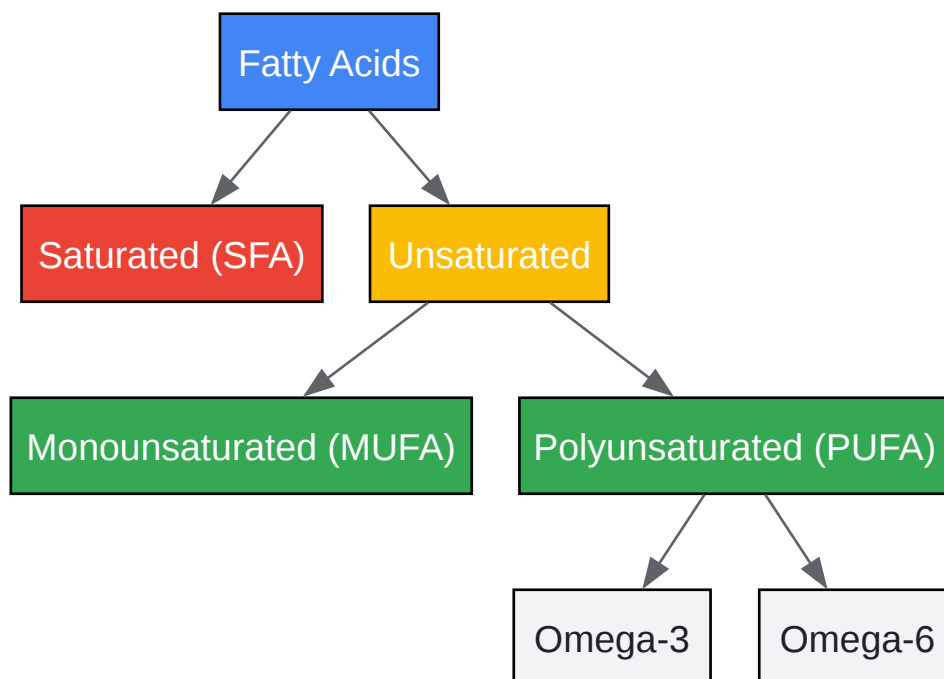 Fatty Acids
Saturated (SFA)
Unsaturated
Monounsaturated (MUFA)
Polyunsaturated (PUFA)
Omega-3
Omega-6